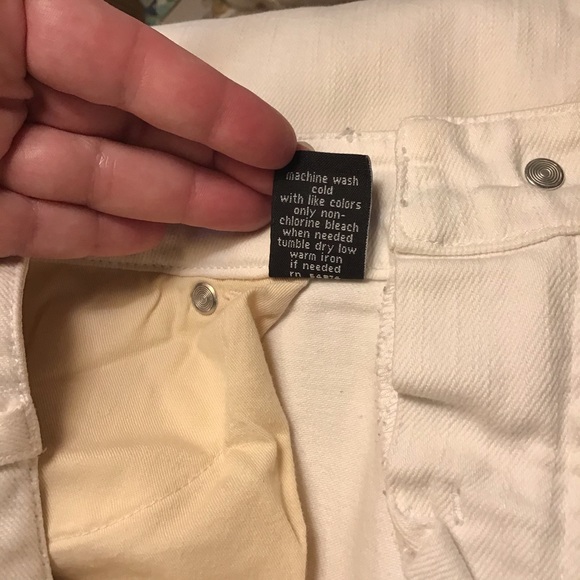 machine wash
cold
with like colors
only non-
chlorine bleach
when needed
tumble dry low
warm iron
if needed
rn